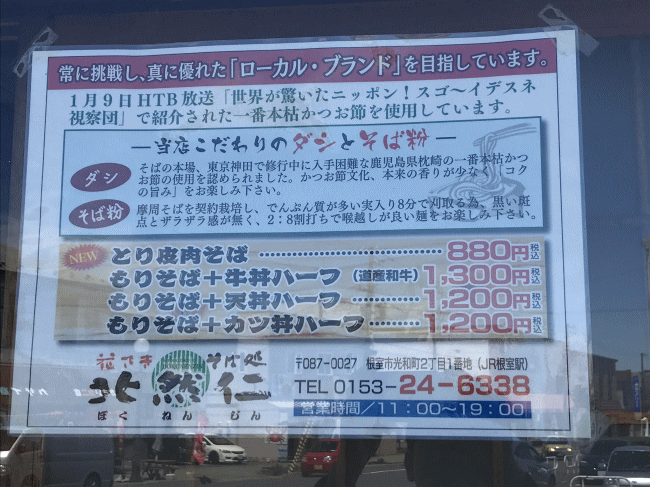 常に挑戦し、真に優れた「ローカル・ブランド」を目指しています。
1月9日HTB放送「世界が驚いたニッポン!スゴ～イデスネ
視察団」で紹介された一番本枯かつお節を使用しています。
―当店こだわりのダシとそば粉―
ダシ
そばの本場、東京神田で修行中に入手困難な鹿児島県枕崎の一番本枯かつ
お節の使用を認められました。かつお節文化、本来の香りが少なく「コク
の旨み」をお楽しみ下さい。
そば粉
摩周そばを契約栽培し、でんぷん質が多い実入り8分で刈取る為、黒い斑
点とザラザラ感が無く、2:8割打ちで喉越しが良い麺をお楽しみ下さい。
NEW とり皮肉そば 880円税込
もりそば+牛丼ハーフ(道産和牛) 1,300円税込
もりそば+天丼ハーフ 1,200円税込
もりそば+カツ丼ハーフ 1,200円税込
そば処
北然仁
ぼくねんじん
〒087-0027 根室市光和町2丁目1番地(JR根室駅)
TEL 0153-24-6338
営業時間/11:00～19:00